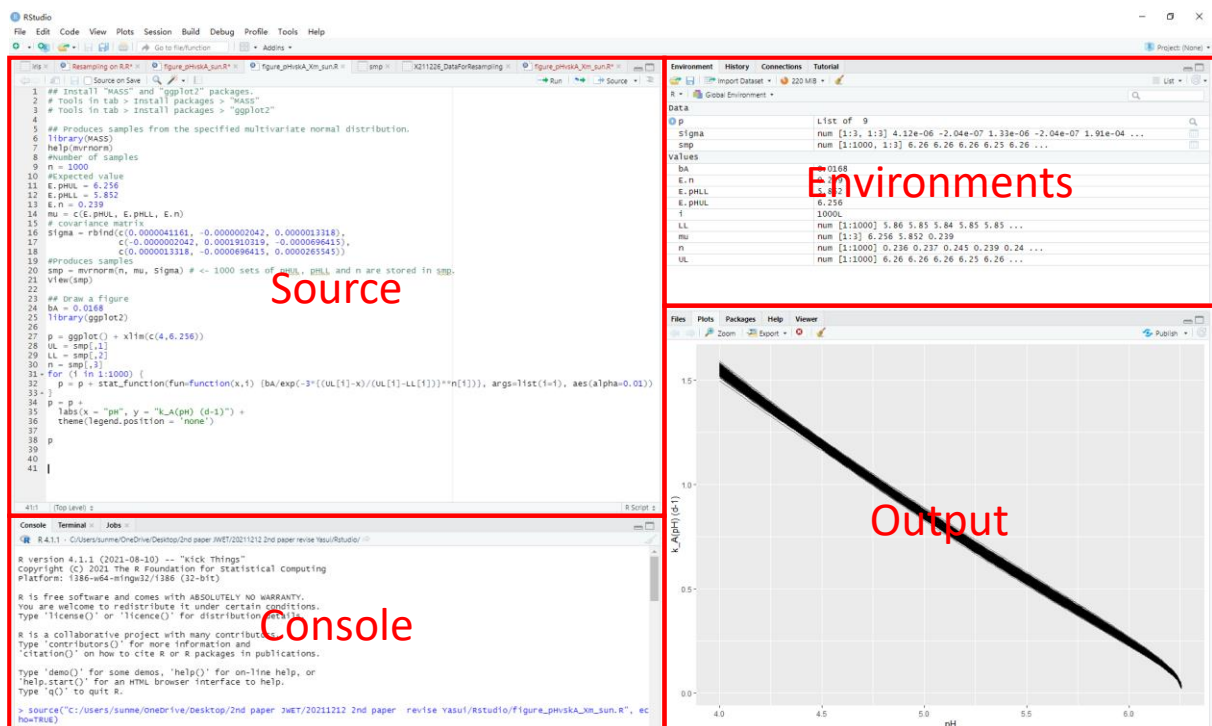 RStudio
File Edit Code View Plots Session Build Debug Profile Tools Help
Go to file/function Addins
Project: (None)
Iris × Resampling on R.R* × figure_pHvskA_sun.R* × figure_pHvskA_Xm_sun.R × smp × X211226_DataForResampling × figure_pHvskA_sun.R* ×
Source on Save Run Source
1 ## Install "MASS" and "ggplot2" packages.
2 # Tools in tab > Install packages > "MASS"
3 # Tools in tab > Install packages > "ggplot2"
4
5 ## Produces samples from the specified multivariate normal distribution.
6 library(MASS)
7 help(mvrnorm)
8 #Number of samples
9 n = 1000
10 #Expected value
11 E.pHUL = 6.256
12 E.pHLL = 5.852
13 E.n = 0.239
14 mu = c(E.pHUL, E.pHLL, E.n)
15 # covariance matrix
16 Sigma = rbind(c(0.0000041161, -0.0000002042, 0.0000013318),
17 c(-0.0000002042, 0.0001910319, -0.0000696415),
18 c(0.0000013318, -0.0000696415, 0.0000265545))
19 #Produces samples
20 smp = mvrnorm(n, mu, Sigma) # <- 1000 sets of pHUL, pHLL and n are stored in smp.
21 View(smp)
22
23 ## Draw a figure
24 bA = 0.0168
25 library(ggplot2)
26
27 p = ggplot() + xlim(c(4,6.256))
28 UL = smp[,1]
29 LL = smp[,2]
30 n = smp[,3]
31 for (i in 1:1000) {
32 p = p + stat_function(fun=function(x,i) {bA/exp(-3*((UL[i]-x)/(UL[i]-LL[i]))**n[i])}, args=list(i=i), aes(alpha=0.01))
33 }
34 p = p +
35 labs(x = "pH", y = "k_A(pH) (d-1)") +
36 theme(legend.position = 'none')
37
38 p
39
40
41
Source
41:1 (Top Level) R Script
Console Terminal × Jobs ×
R 4.1.1 · C:/Users/sunme/OneDrive/Desktop/2nd paper JWET/20211212 2nd paper revise Yasui/Rstudio/
R version 4.1.1 (2021-08-10) -- "Kick Things"
Copyright (C) 2021 The R Foundation for Statistical Computing
Platform: i386-w64-mingw32/i386 (32-bit)
R is free software and comes with ABSOLUTELY NO WARRANTY.
You are welcome to redistribute it under certain conditions.
Type 'license()' or 'licence()' for distribution details.
R is a collaborative project with many contributors.
Type 'contributors()' for more information and
'citation()' on how to cite R or R packages in publications.
Type 'demo()' for some demos, 'help()' for on-line help, or
'help.start()' for an HTML browser interface to help.
Type 'q()' to quit R.
> source("C:/Users/sunme/OneDrive/Desktop/2nd paper JWET/20211212 2nd paper revise Yasui/Rstudio/figure_pHvskA_Xm_sun.R", ec
ho=TRUE)
Console
Environment History Connections Tutorial
Import Dataset 220 MiB List
R Global Environment
Data
p List of 9
Sigma num [1:3, 1:3] 4.12e-06 -2.04e-07 1.33e-06 -2.04e-07 1.91e-04 ...
smp num [1:1000, 1:3] 6.26 6.26 6.26 6.25 6.26 ...
Values
bA 0.0168
E.n 0.239
E.pHLL 5.852
E.pHUL 6.256
i 1000L
LL num [1:1000] 5.86 5.85 5.84 5.85 5.85 ...
mu num [1:3] 6.256 5.852 0.239
n num [1:1000] 0.236 0.237 0.245 0.239 0.24 ...
UL num [1:1000] 6.26 6.26 6.26 6.25 6.26 ...
Environments
Files Plots Packages Help Viewer
Zoom Export Publish
1.5
1.0
0.5
0.0
k_A(pH) (d-1)
4.0 4.5 5.0 5.5 6.0
pH
Output